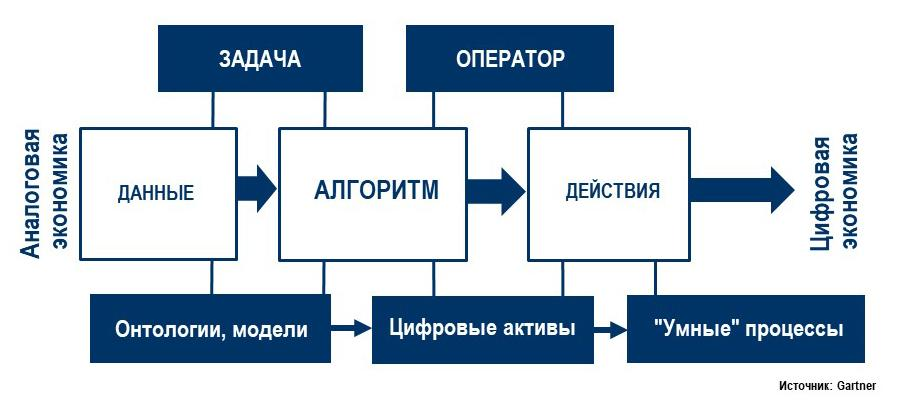 ЗАДАЧА
ОПЕРАТОР
Аналоговая
экономика
ДАННЫЕ
АЛГОРИТМ
ДЕЙСТВИЯ
Цифровая
экономика
Онтологии, модели
Цифровые активы
"Умные" процессы
Источник: Gartner